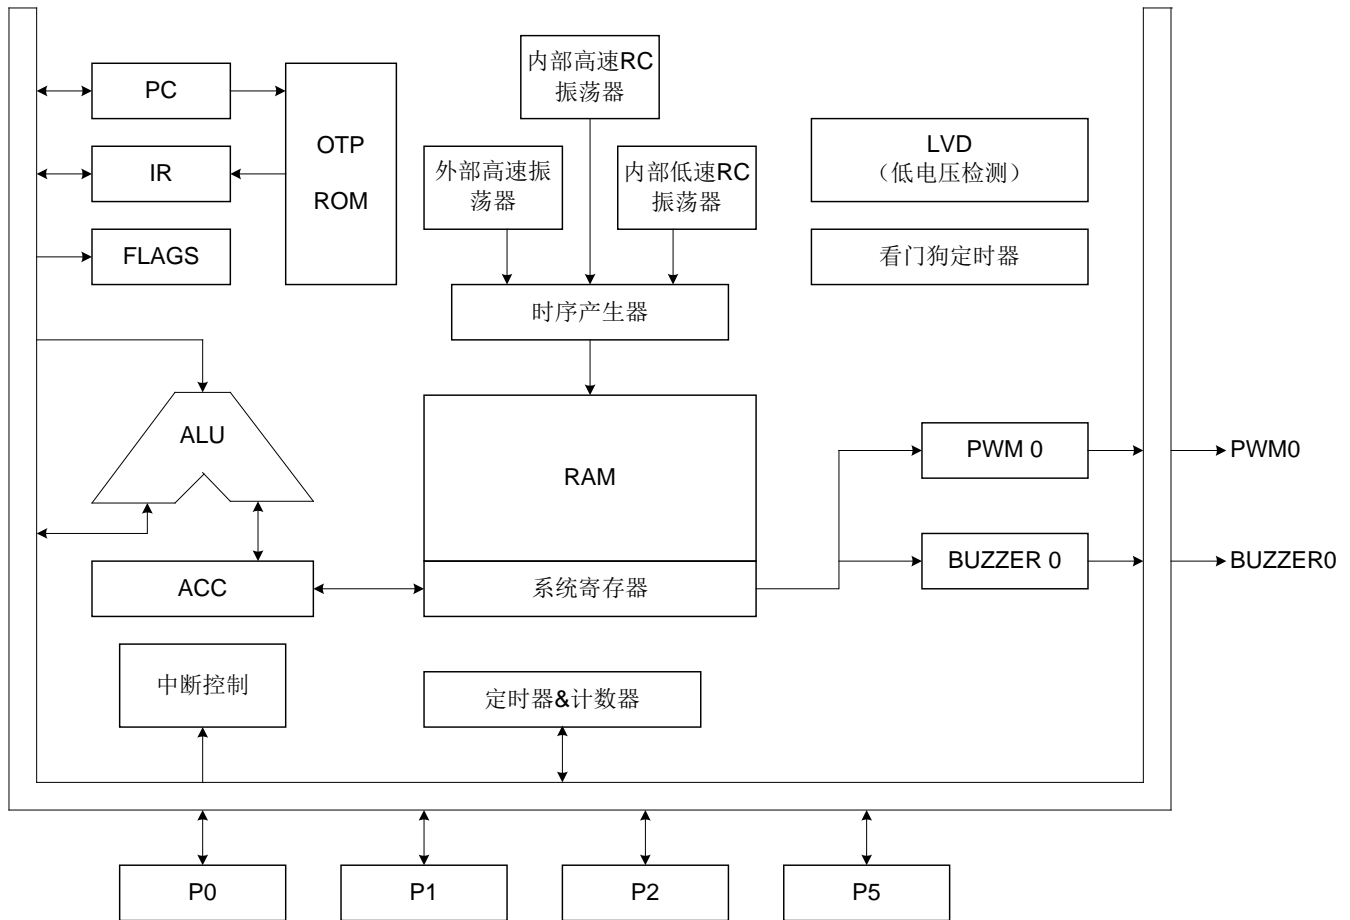 内部高速RC
振荡器
PC
OTP
ROM
LVD
（低电压检测）
IR
外部高速振
荡器
内部低速RC
振荡器
FLAGS
看门狗定时器
时序产生器
ALU
RAM
PWM 0
PWM0
BUZZER 0
BUZZER0
ACC
系统寄存器
中断控制
定时器&计数器
P0
P1
P2
P5